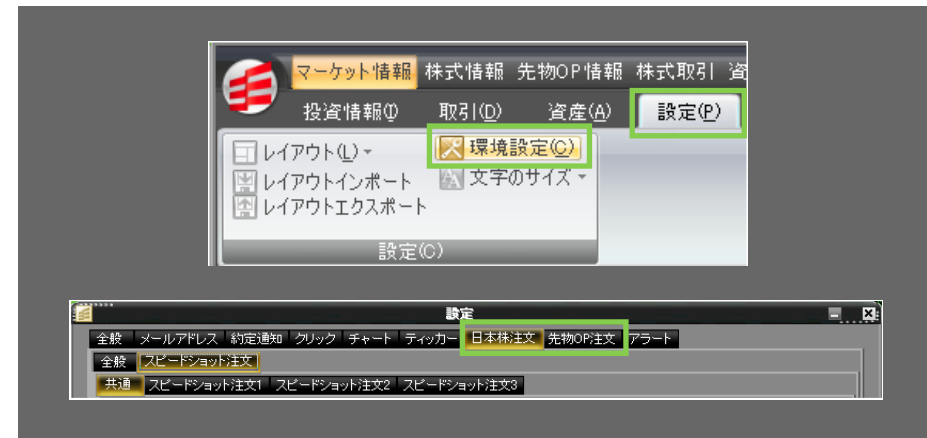 マーケット情報 株式情報 先物OP情報 株式取引 資
投資情報(I) 取引(D) 資産(A) 設定(P)
レイアウト(L) 環境設定(C)
レイアウトインポート 文字のサイズ
レイアウトエクスポート
設定(C)
設定
全般 メールアドレス 約定通知 クリック チャート ティッカー 日本株注文 先物OP注文 アラート
全般 スピードショット注文
共通 スピードショット注文1 スピードショット注文2 スピードショット注文3